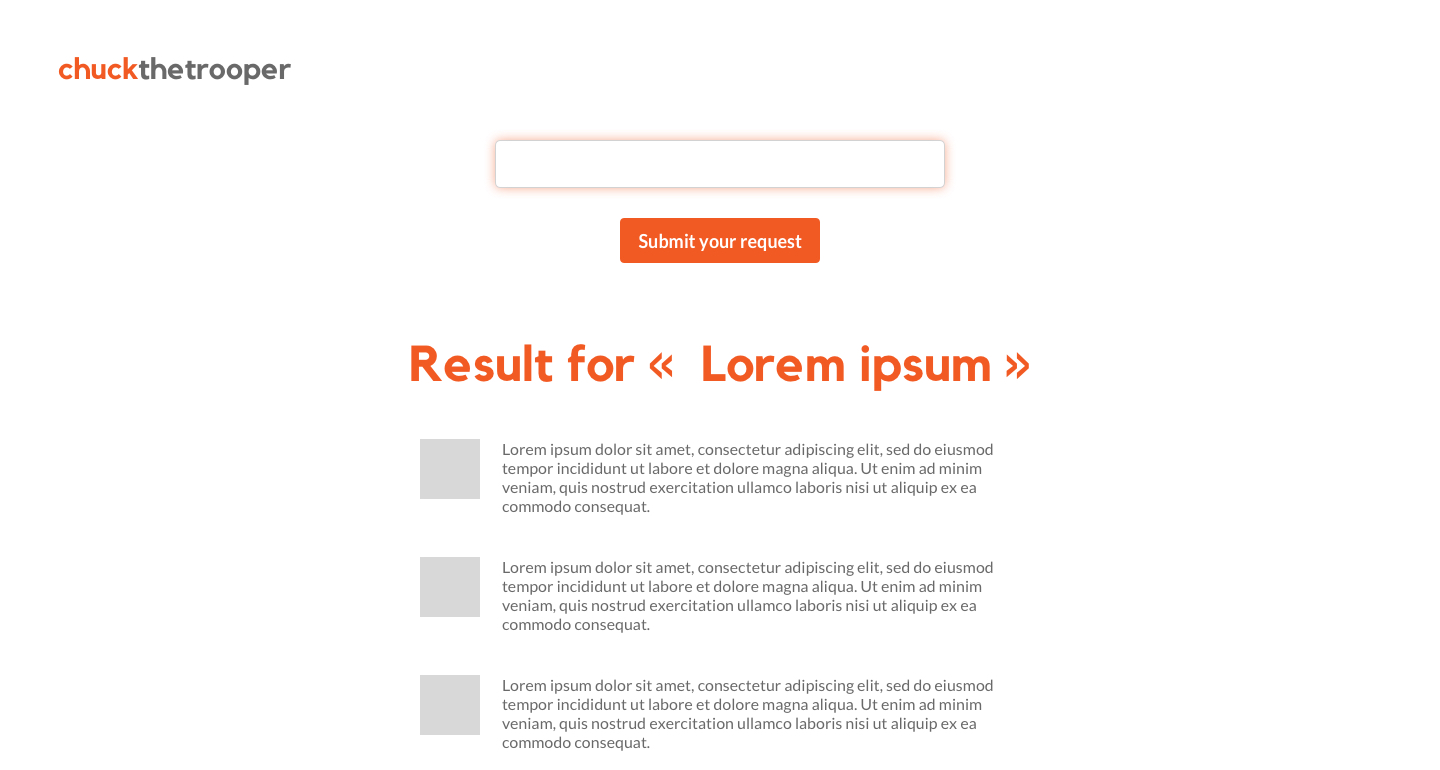 chuckthetrooper
Submit your request
Result for «  Lorem ipsum »
Lorem ipsum dolor sit amet, consectetur adipiscing elit, sed do eiusmod
tempor incididunt ut labore et dolore magna aliqua. Ut enim ad minim
veniam, quis nostrud exercitation ullamco laboris nisi ut aliquip ex ea
commodo consequat.
Lorem ipsum dolor sit amet, consectetur adipiscing elit, sed do eiusmod
tempor incididunt ut labore et dolore magna aliqua. Ut enim ad minim
veniam, quis nostrud exercitation ullamco laboris nisi ut aliquip ex ea
commodo consequat.
Lorem ipsum dolor sit amet, consectetur adipiscing elit, sed do eiusmod
tempor incididunt ut labore et dolore magna aliqua. Ut enim ad minim
veniam, quis nostrud exercitation ullamco laboris nisi ut aliquip ex ea
commodo consequat.